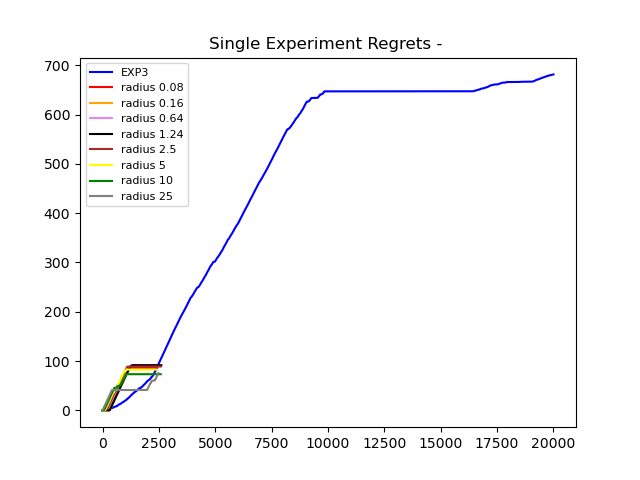 Single Experiment Regrets -
700
600
500
400
300
200
100
0
EXP3
radius 0.08
radius 0.16
radius 0.64
radius 1.24
radius 2.5
radius 5
radius 10
radius 25
0 2500 5000 7500 10000 12500 15000 17500 20000